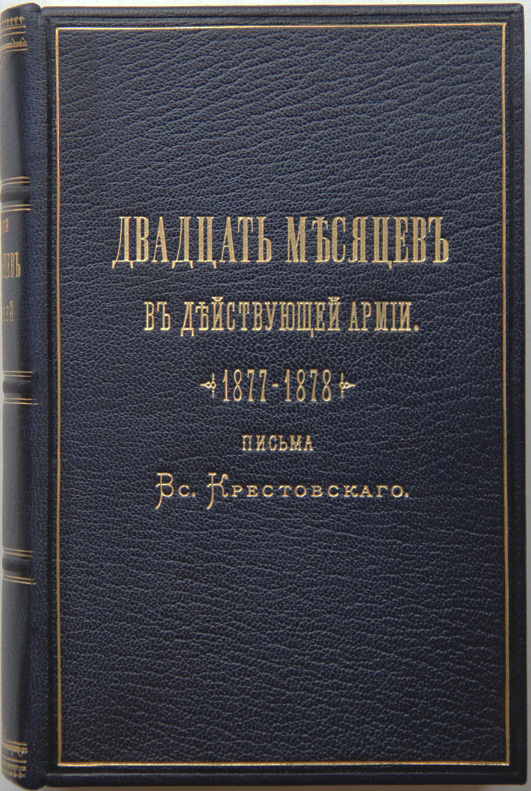 ДВАДЦАТЬ МѢСЯЦЕВЪ
ВЪ ДѢЙСТВУЮЩЕЙ АРМІИ.
1877-1878
ПИСЬМА
Вс. Крестовскаго.